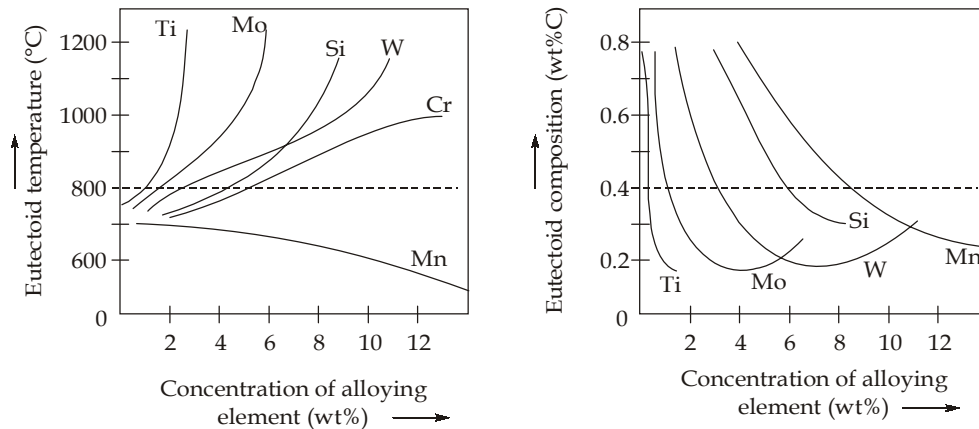 Eutectoid temperature (°C)
1200
1000
800
600
0
Ti
Mo
Si
W
Cr
Mn
2 4 6 8 10 12
Concentration of alloying
element (wt%)
Eutectoid composition (wt%C)
0.8
0.6
0.4
0.2
0
Ti
Mo
Si
W
Mn
2 4 6 8 10 12
Concentration of alloying
element (wt%)